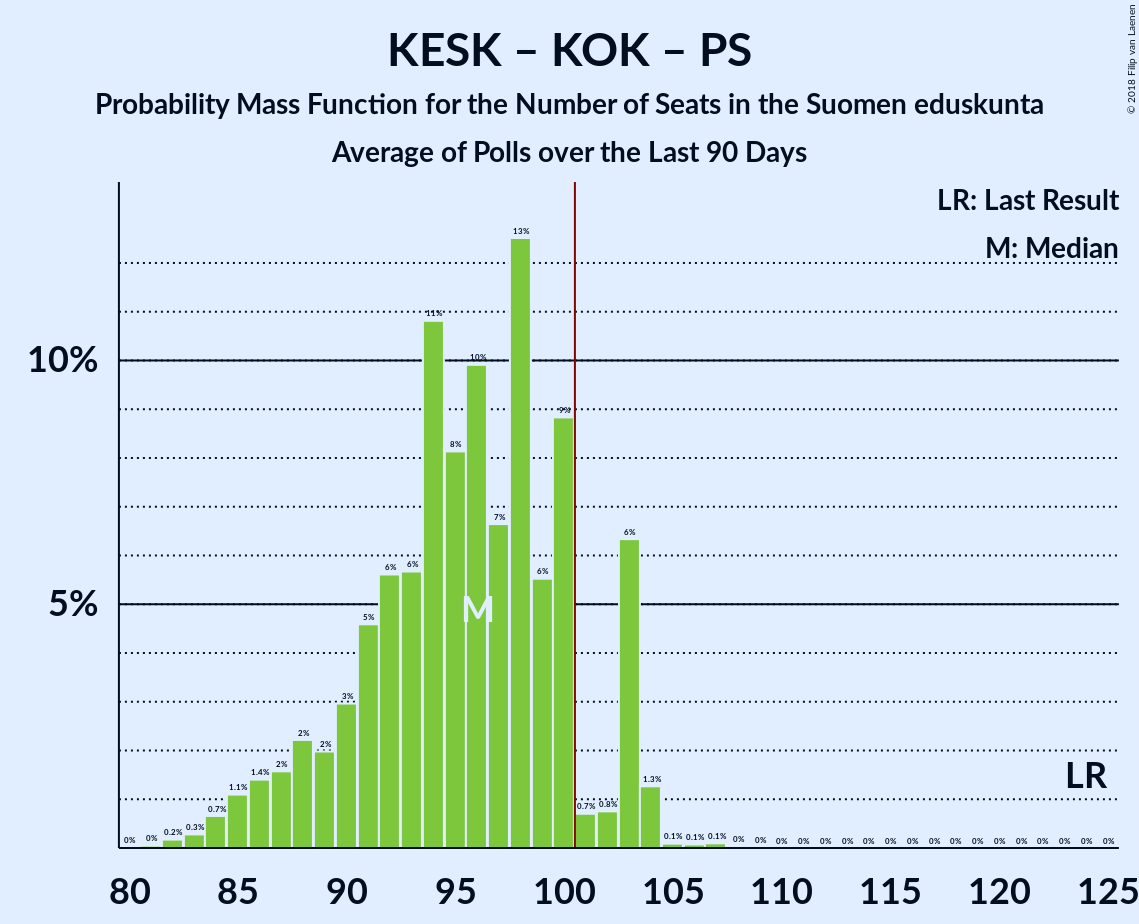 KESK – KOK – PS
Probability Mass Function for the Number of Seats in the Suomen eduskunta
Average of Polls over the Last 90 Days
© 2018 Filip van Laenen
LR: Last Result
M: Median
10%
5%
0% 0% 0.2% 0.3% 0.7% 1.1% 1.4% 2% 2% 2% 3% 5% 6% 6% 11% 8% 10% 7% 13% 6% 9% 0.7% 0.8% 6% 1.3% 0.1% 0.1% 0.1% 0% 0% 0% 0% 0% 0% 0% 0% 0% 0% 0% 0% 0% 0% 0% 0% 0% 0%
M
LR
80 85 90 95 100 105 110 115 120 125